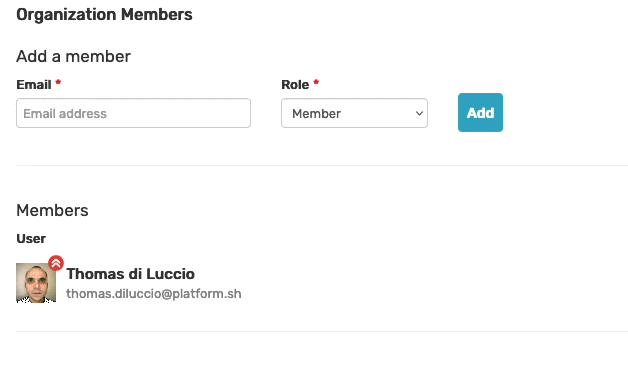 Organization Members
Add a member
Email * Role *
Email address Member Add
Members
User
Thomas di Luccio
thomas.diluccio@platform.sh